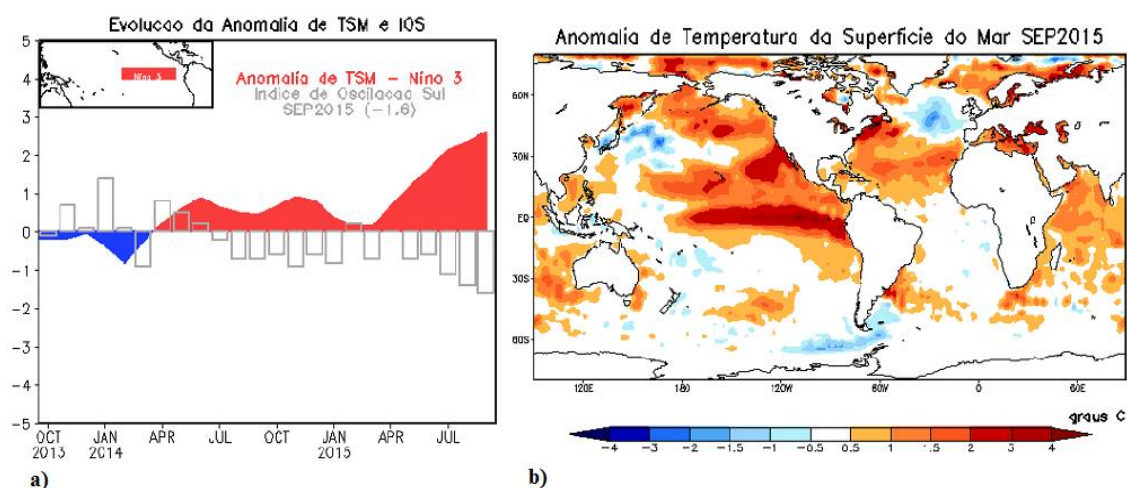 Evolucao da Anomalia de TSM e IOS
5
4
3
2
1
0
-1
-2
-3
-4
-5
Nino 3
Anomalia de TSM - Nino 3
Indice de Oscilacao Sul
SEP2015 (-1.6)
OCT JAN APR JUL OCT JAN APR JUL
2013 2014 2015
a)
Anomalia de Temperatura da Superficie do Mar SEP2015
60N
30N
EQ
30S
60S
120E 180 120W 60W 0 60E
graus C
-4 -3 -2 -1.5 -1 -0.5 0.5 1 1.5 2 3 4
b)